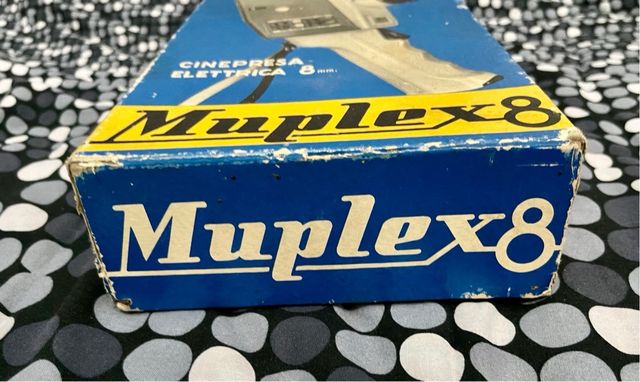 CINEPRESA
ELETTRICA 8 mm.
Muplex8
Muplex8